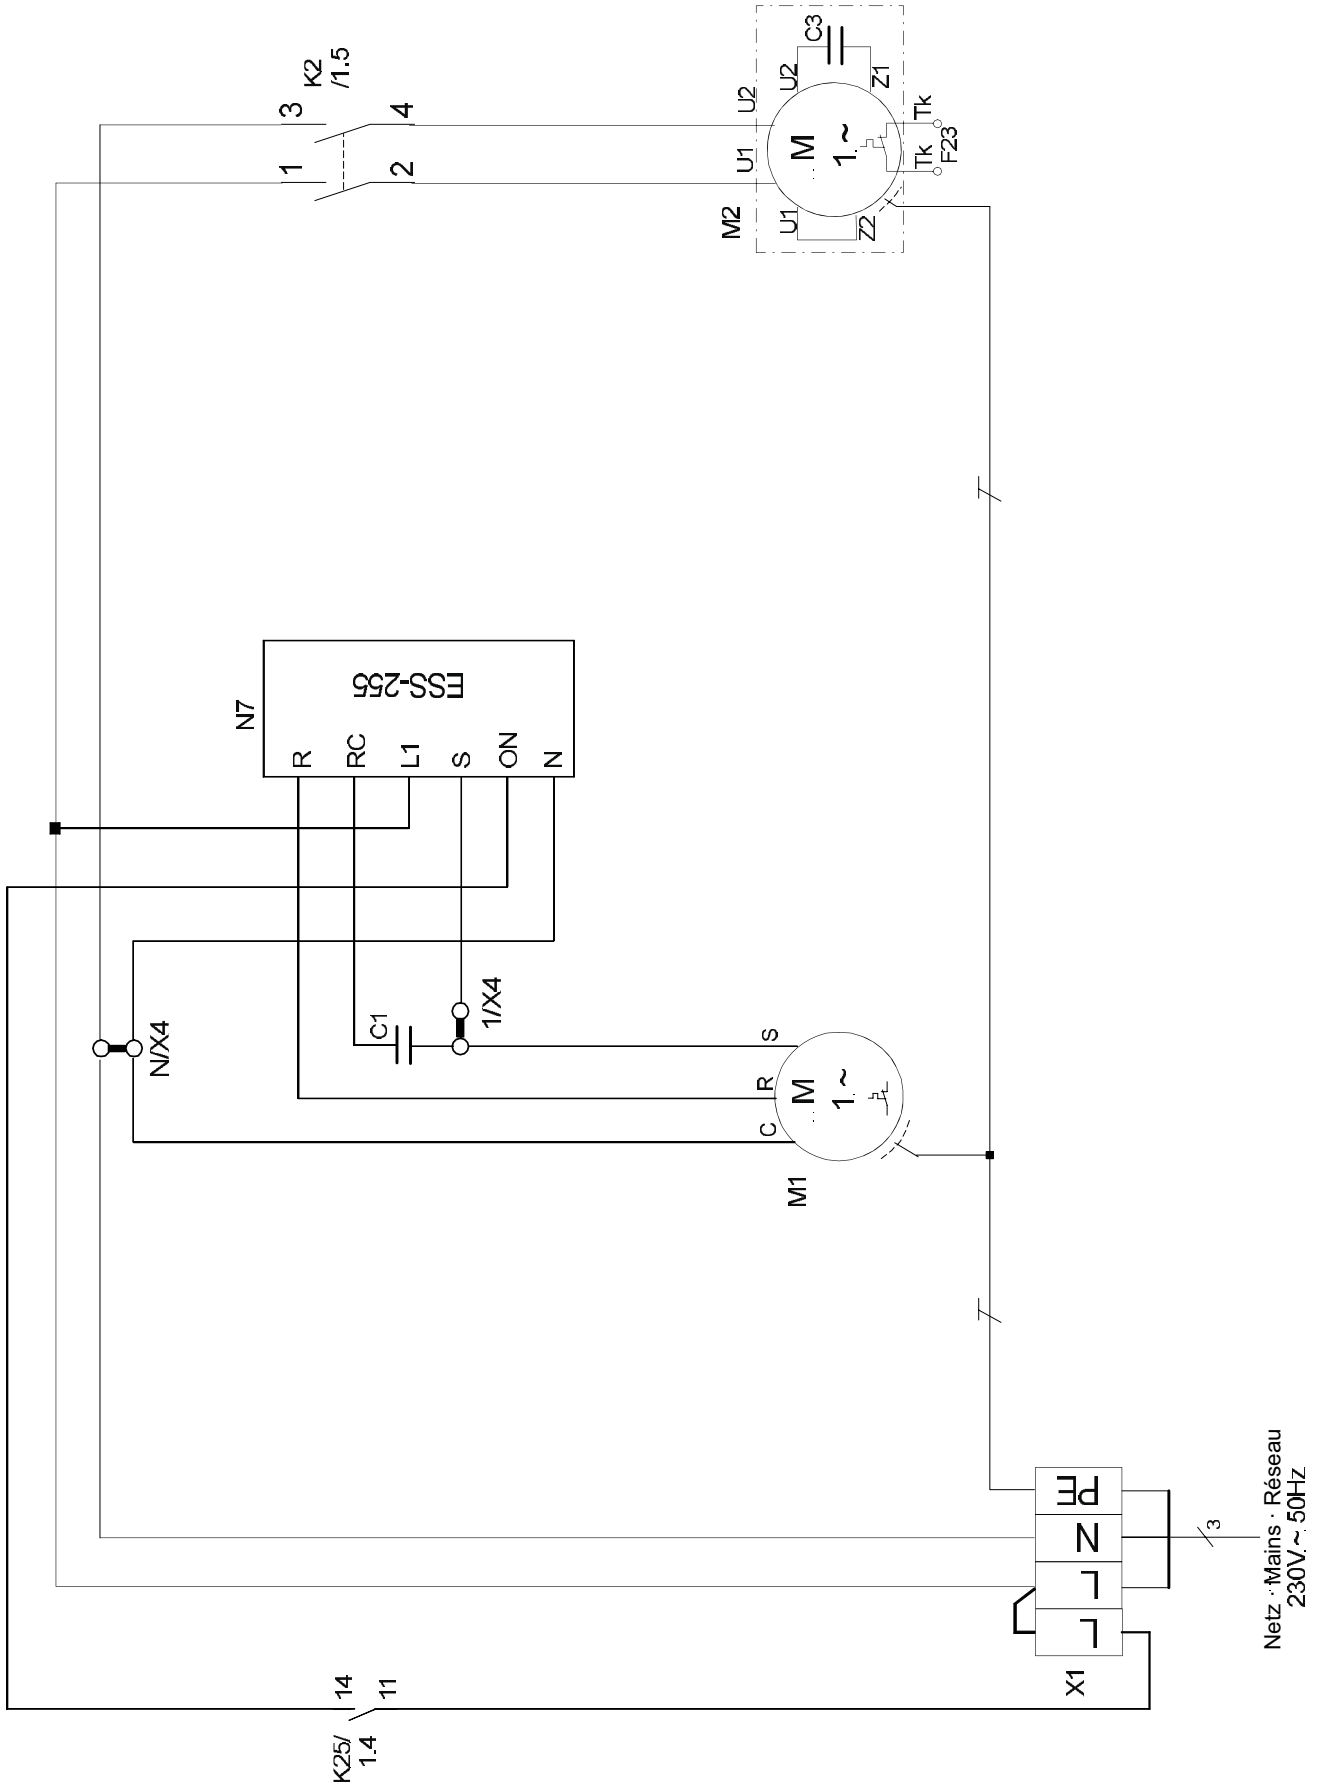 K2
/1.5
3
4
1
2
U2
U1
M2
U2
C3
Z1
M
1~
Tk
Tk
F23
U1
Z2
N7
ESS-255
R
RC
L1
S
ON
N
N/X4
C1
1/X4
S
R
C
M
1~
M1
PE
N
L
L
X1
3
Netz · Mains · Réseau
230V~ 50Hz
14
11
K25/
1.4